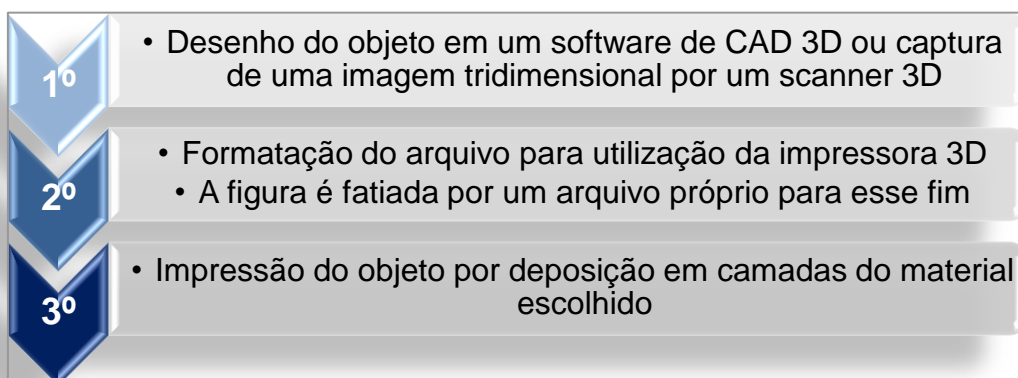 1º
• Desenho do objeto em um software de CAD 3D ou captura
de uma imagem tridimensional por um scanner 3D
2º
• Formatação do arquivo para utilização da impressora 3D
• A figura é fatiada por um arquivo próprio para esse fim
3º
• Impressão do objeto por deposição em camadas do material
escolhido